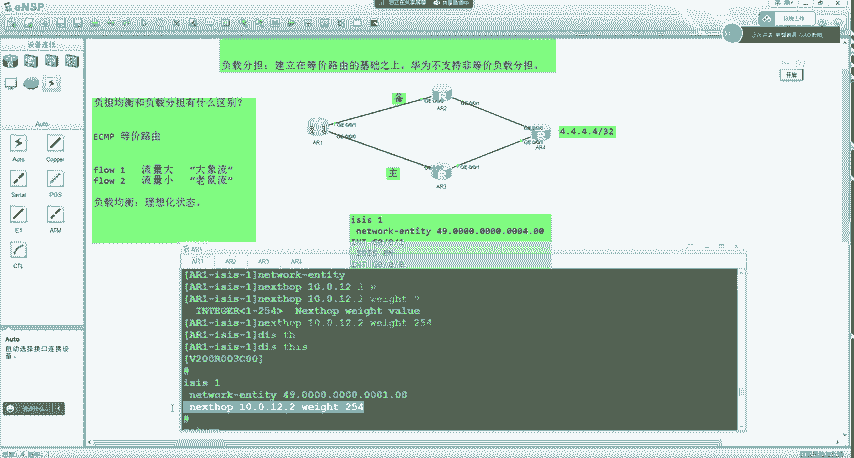 eNSP
负载分担：建立在等价路由的基础之上，华为不支持非等价负载分担。
负担均衡和负载分担有什么区别？
ECMP 等价路由
flow 1 流量大 “大象流”
flow 2 流量小 “老鼠流”
负载均衡：理想化状态。
备
主
AR1
AR2
AR3
4.4.4.4/32
Auto
Auto
Copper
Serial
POS
E1
ATM
CTL
Auto
自动选择接口连接设备。
isis 1
network-entity 49.0000.0000.0004.00
AR1
AR2
AR3
AR4
[AR1-isis-1]network-entity
[AR1-isis-1]nexthop 10.0.12
[AR1-isis-1]nexthop 10.0.12.2 weight ?
INTEGER<1-254> Nexthop weight value
[AR1-isis-1]nexthop 10.0.12.2 weight 254
[AR1-isis-1]dis th
[AR1-isis-1]dis this
[V200R003C00]
#
isis 1
network-entity 49.0000.0000.0001.00
nexthop 10.0.12.2 weight 254
#